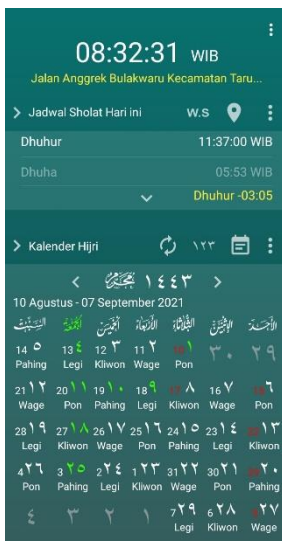 08:32:31 WIB
Jalan Anggrek Bulakwaru Kecamatan Taru...
Jadwal Sholat Hari ini W.S
Dhuhur 11:37:00 WIB
Dhuha 05:53 WIB
Dhuhur -03:05
Kalender Hijri ١٢٣
محرم ١٤٤٣
10 Agustus - 07 September 2021
السبت الجمعة الخميس الأربعاء الثلاثاء الإثنين الأحد
14 ٥ 13 ٤ 12 ٣ 11 ٢ 10 ١ ٣٠ ٢٩
Pahing Legi Kliwon Wage Pon
21 ١٢ 20 ١١ 19 ١٠ 18 ٩ 17 ٨ 16 ٧ 15 ٦
Wage Pon Pahing Legi Kliwon Wage Pon
28 ١٩ 27 ١٨ 26 ١٧ 25 ١٦ 24 ١٥ 23 ١٤ 22 ١٣
Legi Kliwon Wage Pon Pahing Legi Kliwon
4 ٢٦ 3 ٢٥ 2 ٢٤ 1 ٢٣ 31 ٢٢ 30 ٢١ 29 ٢٠
Pon Pahing Legi Kliwon Wage Pon Pahing
٤ ٣ ٢ ١ 7 ٢٩ 6 ٢٨ 5 ٢٧
Legi Kliwon Wage